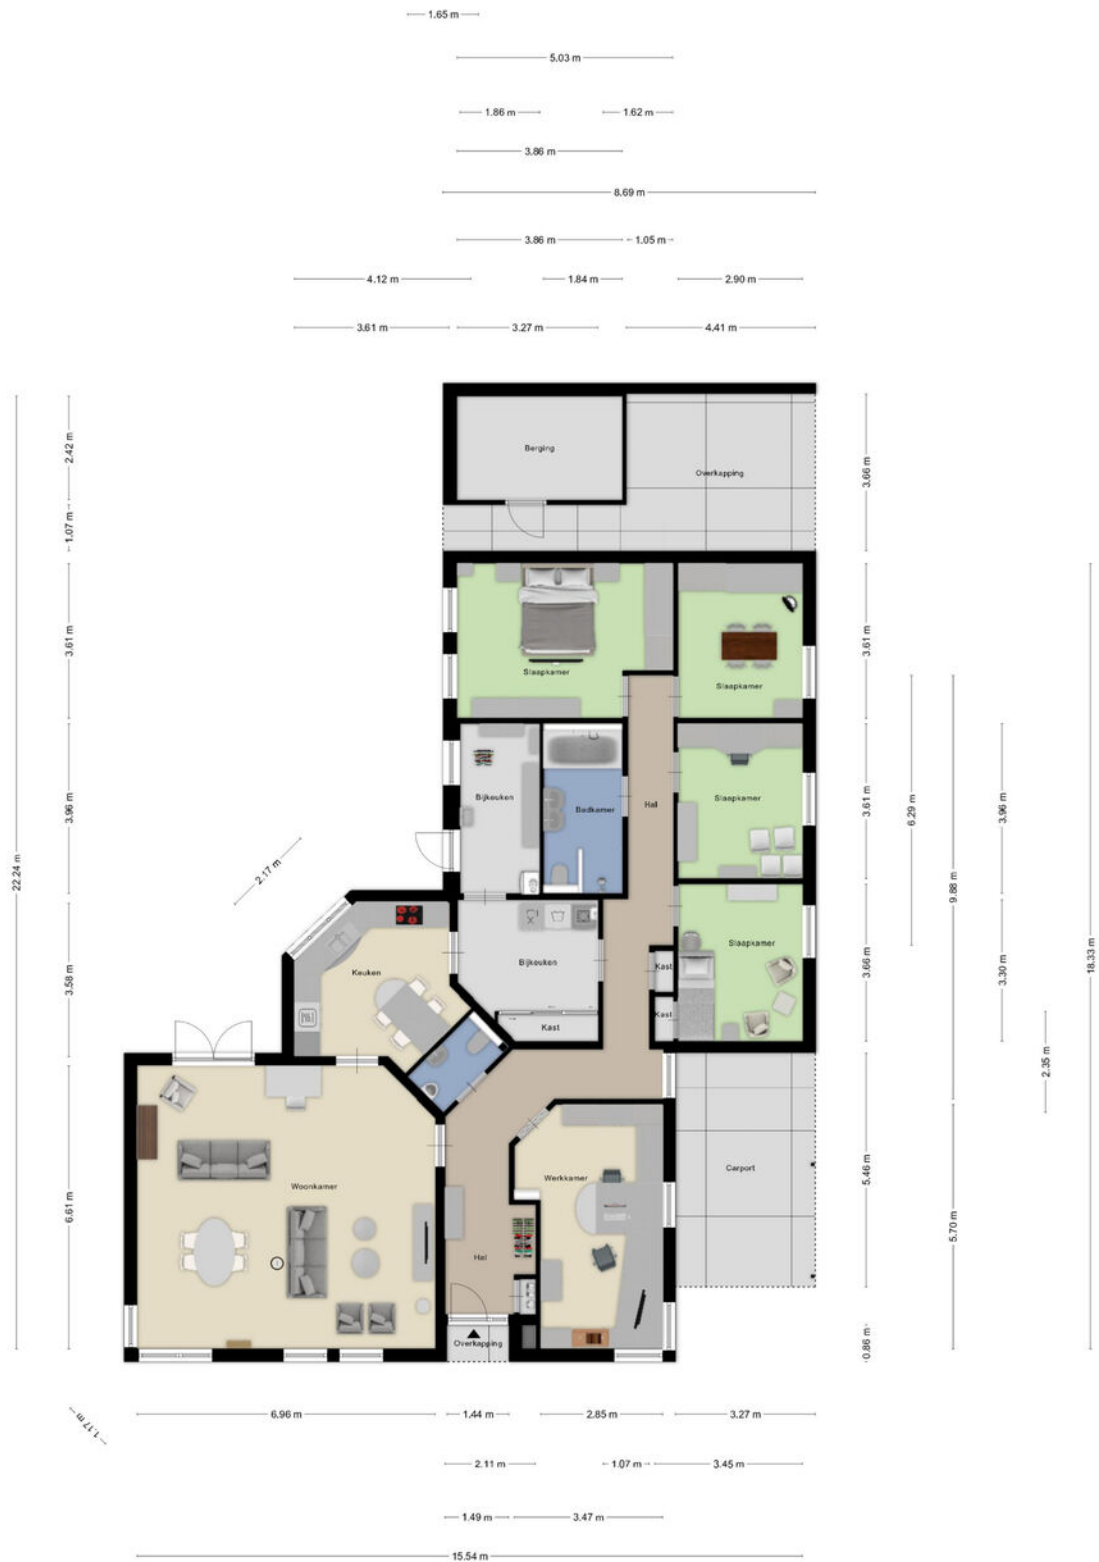 1.65 m
5.03 m
1.86 m
1.62 m
3.86 m
8.69 m
3.86 m
1.05 m
4.12 m
1.84 m
2.90 m
3.61 m
3.27 m
4.41 m
Berging
Overkapping
2.42 m
1.07 m
3.66 m
Slaapkamer
Slaapkamer
3.61 m
3.61 m
Bijkeuken
Badkamer
Hal
Slaapkamer
3.96 m
3.61 m
6.29 m
3.96 m
22.24 m
2.17 m
9.88 m
Keuken
Bijkeuken
Kast
Slaapkamer
Kast
Kast
3.58 m
3.66 m
3.30 m
18.33 m
2.35 m
Woonkamer
Werkkamer
Carport
Hal
Overkapping
6.61 m
5.46 m
5.70 m
0.86 m
1.17 m
6.96 m
1.44 m
2.85 m
3.27 m
2.11 m
1.07 m
3.45 m
1.49 m
3.47 m
15.54 m